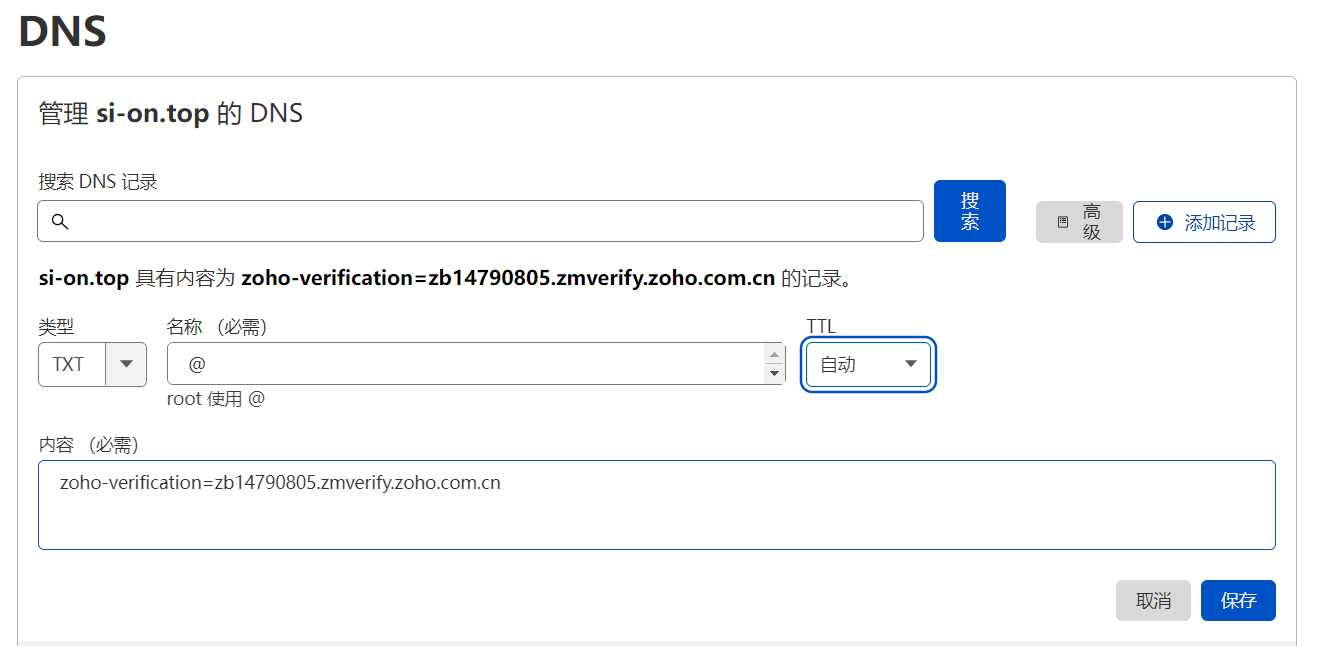 DNS
管理 si-on.top 的 DNS
搜索 DNS 记录
搜索
高级
添加记录
si-on.top 具有内容为 zoho-verification=zb14790805.zmverify.zoho.com.cn 的记录。
类型
名称 （必需）
TTL
TXT
@
自动
root 使用 @
内容 （必需）
zoho-verification=zb14790805.zmverify.zoho.com.cn
取消
保存